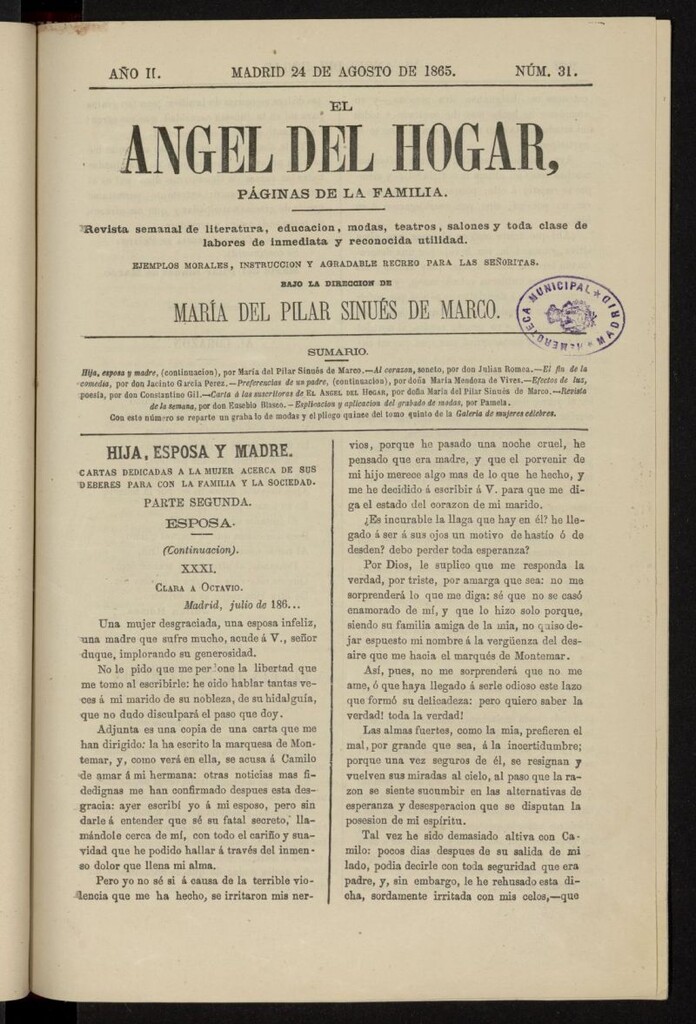 AÑO II. MADRID 24 DE AGOSTO DE 1865. NÚM. 31.
EL
ANGEL DEL HOGAR,
PÁGINAS DE LA FAMILIA.
Revista semanal de literatura, educacion, modas, teatros, salones y toda clase de
labores de inmediata y reconocida utilidad.
EJEMPLOS MORALES, INSTRUCCION Y AGRADABLE RECREO PARA LAS SEÑORITAS.
BAJO LA DIRECCION DE
MARÍA DEL PILAR SINUÉS DE MARCO.
HEMEROTECA MUNICIPAL ★ MADRID
SUMARIO.
Hija, esposa y madre, (continuacion), por María del Pilar Sinués de Marco.—Al corazon, soneto, por don Julian Romea.—El fin de la
comedia, por don Jacinto García Perez.—Preferencias de un padre, (continuacion), por doña María Mendoza de Vives.—Efectos de luz,
poesía, por don Constantino Gil.—Carta á las suscritoras de EL ANGEL DEL HOGAR, por doña María del Pilar Sinués de Marco.—Revista
de la semana, por don Eusebio Blasco.—Esplicacion y aplicacion del grabado de modas, por Pamela.
Con este número se reparte un grabado de modas y el pliego quince del tomo quinto de la Galería de mujeres célebres.
HIJA, ESPOSA Y MADRE.
CARTAS DEDICADAS A LA MUJER ACERCA DE SUS
DEBERES PARA CON LA FAMILIA Y LA SOCIEDAD.
PARTE SEGUNDA.
ESPOSA.
(Continuacion).
XXXI.
CLARA A OCTAVIO.
Madrid, julio de 186...
Una mujer desgraciada, una esposa infeliz,
una madre que sufre mucho, acude á V., señor
duque, implorando su generosidad.
No le pido que me perdone la libertad que
me tomo al escribirle: he oido hablar tantas ve-
ces á mi marido de su nobleza, de su hidalguía,
que no dudo disculpará el paso que doy.
Adjunta es una copia de una carta que me
han dirigido: la ha escrito la marquesa de Mon-
temar, y, como verá en ella, se acusa á Camilo
de amar á mi hermana: otras noticias mas fi-
dedignas me han confirmado despues esta des-
gracia: ayer escribí yo á mi esposo, pero sin
darle á entender que sé su fatal secreto, lla-
mándole cerca de mí, con todo el cariño y sua-
vidad que he podido hallar á través del inmen-
so dolor que llena mi alma.
Pero yo no sé si á causa de la terrible vio-
lencia que me ha hecho, se irritaron mis ner-
vios, porque he pasado una noche cruel, he
pensado que era madre, y que el porvenir de
mi hijo merece algo mas de lo que he hecho, y
me he decidido á escribir á V. para que me di-
ga el estado del corazon de mi marido.
¿Es incurable la llaga que hay en él? he lle-
gado á ser á sus ojos un motivo de hastío ó de
desden? debo perder toda esperanza?
Por Dios, le suplico que me responda la
verdad, por triste, por amarga que sea: no me
sorprenderá lo que me diga: sé que no se casó
enamorado de mí, y que lo hizo solo porque,
siendo su familia amiga de la mia, no quiso de-
jar espuesto mi nombre á la vergüenza del des-
aire que me hacia el marqués de Montemar.
Así, pues, no me sorprenderá que no me
ame, ó que haya llegado á serle odioso este lazo
que formó su delicadeza: pero quiero saber la
verdad! toda la verdad!
Las almas fuertes, como la mia, prefieren el
mal, por grande que sea, á la incertidumbre;
porque una vez seguros de él, se resignan y
vuelven sus miradas al cielo, al paso que la ra-
zon se siente sucumbir en las alternativas de
esperanza y desesperacion que se disputan la
posesion de mi espíritu.
Tal vez he sido demasiado altiva con Ca-
milo: pocos dias despues de su salida de mi
lado, podia decirle con toda seguridad que era
padre, y, sin embargo, le he rehusado esta di-
cha, sordamente irritada con mis celos,—que